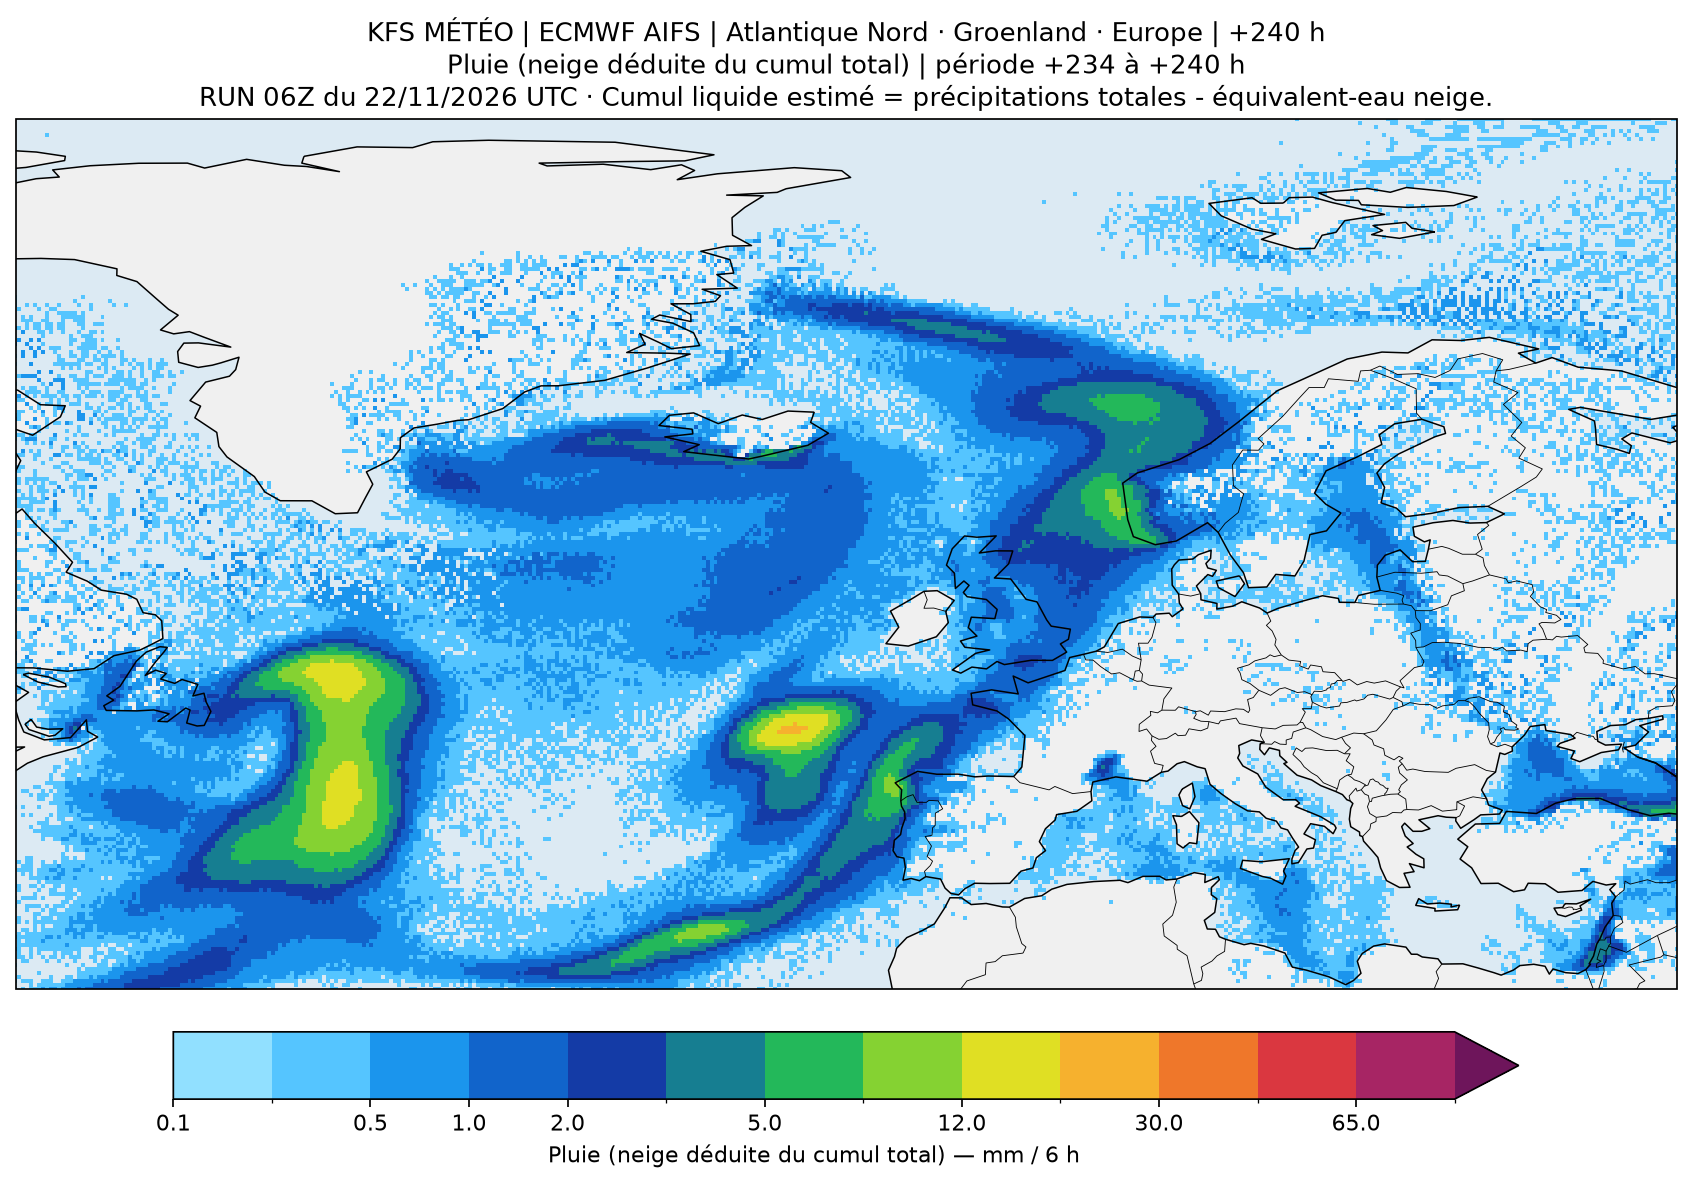 KFS MÉTÉO | ECMWF AIFS | Atlantique Nord · Groenland · Europe | +240 h
Pluie (neige déduite du cumul total) | période +234 à +240 h
RUN 06Z du 22/11/2026 UTC · Cumul liquide estimé = précipitations totales - équivalent-eau neige.
0.1 0.5 1.0 2.0 5.0 12.0 30.0 65.0
Pluie (neige déduite du cumul total) — mm / 6 h